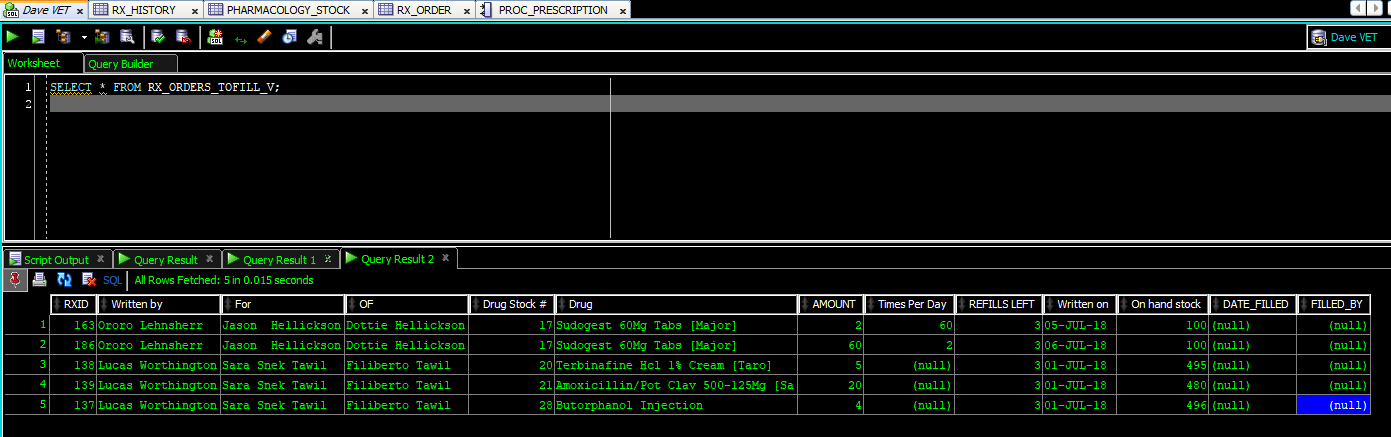 Dave VET RX_HISTORY PHARMACOLOGY_STOCK RX_ORDER PROC_PRESCRIPTION
SQL Dave VET
Worksheet Query Builder
1 SELECT * FROM RX_ORDERS_TOFILL_V;
2
Script Output Query Result Query Result 1 Query Result 2
SQL All Rows Fetched: 5 in 0.015 seconds
RXID Written by For OF Drug Stock # Drug AMOUNT Times Per Day REFILLS LEFT Written on On hand stock DATE_FILLED FILLED_BY
1 163 Ororo Lehnsherr Jason  Hellickson Dottie Hellickson 17 Sudogest 60Mg Tabs [Major] 2 60 3 05-JUL-18 100 (null) (null)
2 186 Ororo Lehnsherr Jason  Hellickson Dottie Hellickson 17 Sudogest 60Mg Tabs [Major] 60 2 3 06-JUL-18 100 (null) (null)
3 138 Lucas Worthington Sara Snek Tawil Filiberto Tawil 20 Terbinafine Hcl 1% Cream [Taro] 5 (null) 3 01-JUL-18 495 (null) (null)
4 139 Lucas Worthington Sara Snek Tawil Filiberto Tawil 21 Amoxicillin/Pot Clav 500-125Mg [Sa 20 (null) 3 01-JUL-18 480 (null) (null)
5 137 Lucas Worthington Sara Snek Tawil Filiberto Tawil 28 Butorphanol Injection 4 (null) 3 01-JUL-18 496 (null) (null)